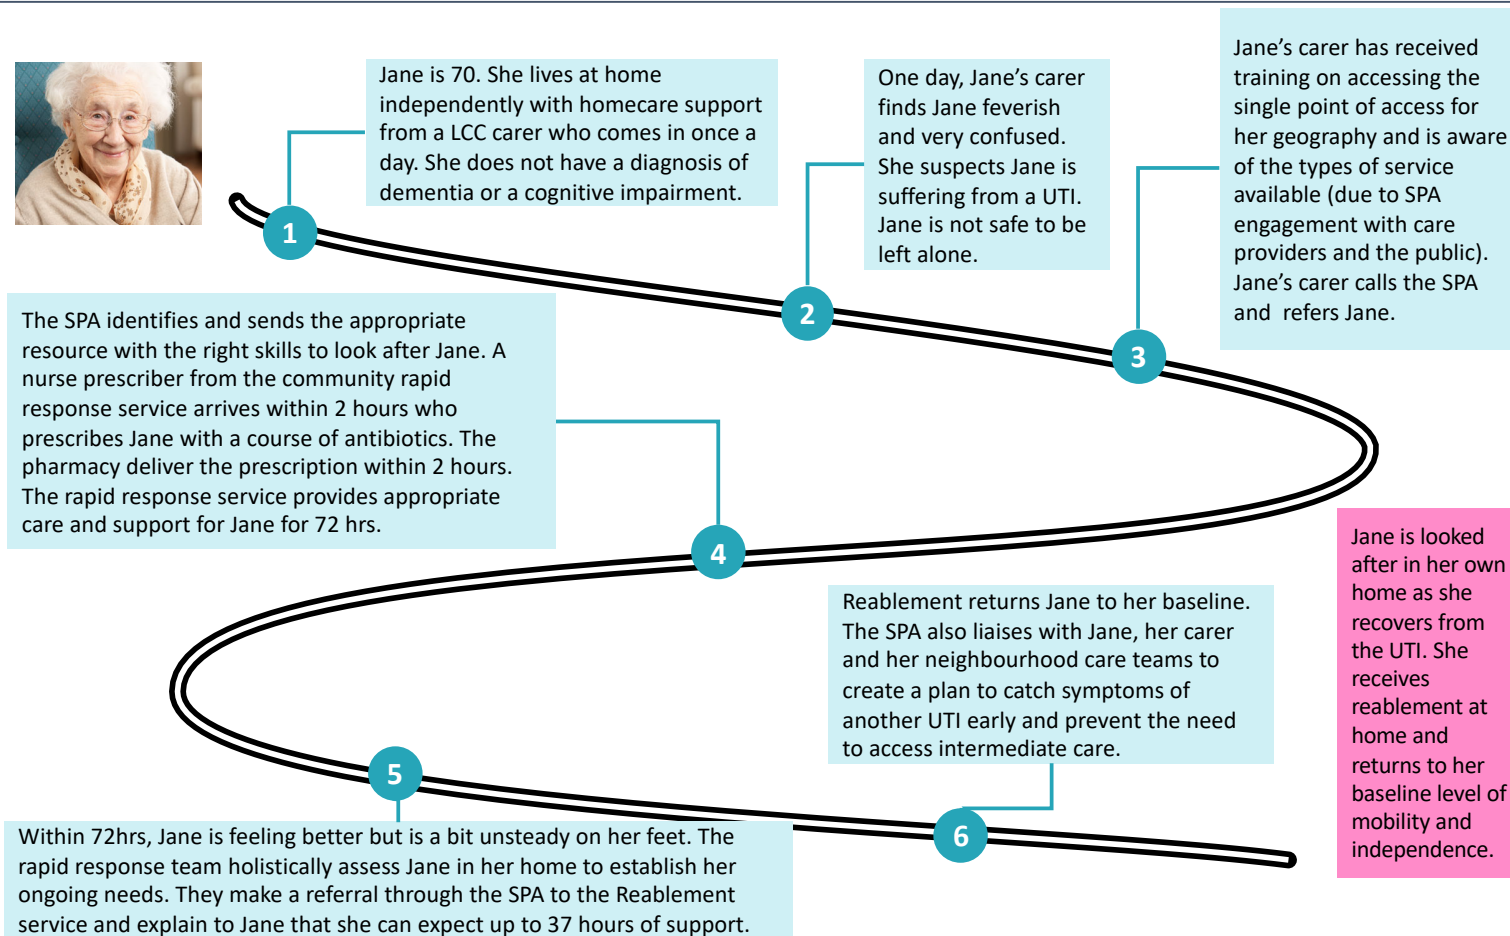 Jane is 70. She lives at home
independently with homecare support
from a LCC carer who comes in once a
day. She does not have a diagnosis of
dementia or a cognitive impairment.
1
One day, Jane's carer
finds Jane feverish
and very confused.
She suspects Jane is
suffering from a UTI.
Jane is not safe to be
left alone.
2
Jane's carer has received
training on accessing the
single point of access for
her geography and is aware
of the types of service
available (due to SPA
engagement with care
providers and the public).
Jane's carer calls the SPA
and  refers Jane.
3
The SPA identifies and sends the appropriate
resource with the right skills to look after Jane. A
nurse prescriber from the community rapid
response service arrives within 2 hours who
prescribes Jane with a course of antibiotics. The
pharmacy deliver the prescription within 2 hours.
The rapid response service provides appropriate
care and support for Jane for 72 hrs.
4
5
Within 72hrs, Jane is feeling better but is a bit unsteady on her feet. The
rapid response team holistically assess Jane in her home to establish her
ongoing needs. They make a referral through the SPA to the Reablement
service and explain to Jane that she can expect up to 37 hours of support.
Reablement returns Jane to her baseline.
The SPA also liaises with Jane, her carer
and her neighbourhood care teams to
create a plan to catch symptoms of
another UTI early and prevent the need
to access intermediate care.
6
Jane is looked
after in her own
home as she
recovers from
the UTI. She
receives
reablement at
home and
returns to her
baseline level of
mobility and
independence.